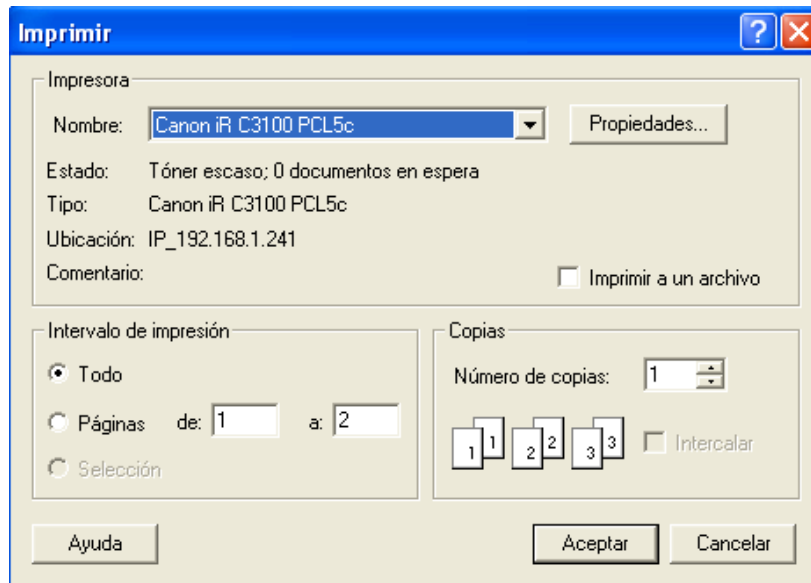 Imprimir
Impresora
Nombre: Canon iR C3100 PCL5c Propiedades...
Estado: Tóner escaso; 0 documentos en espera
Tipo: Canon iR C3100 PCL5c
Ubicación: IP_192.168.1.241
Comentario: Imprimir a un archivo
Intervalo de impresión
Todo
Páginas de: 1 a: 2
Selección
Copias
Número de copias: 1
1 1 2 2 3 3 Intercalar
Ayuda Aceptar Cancelar